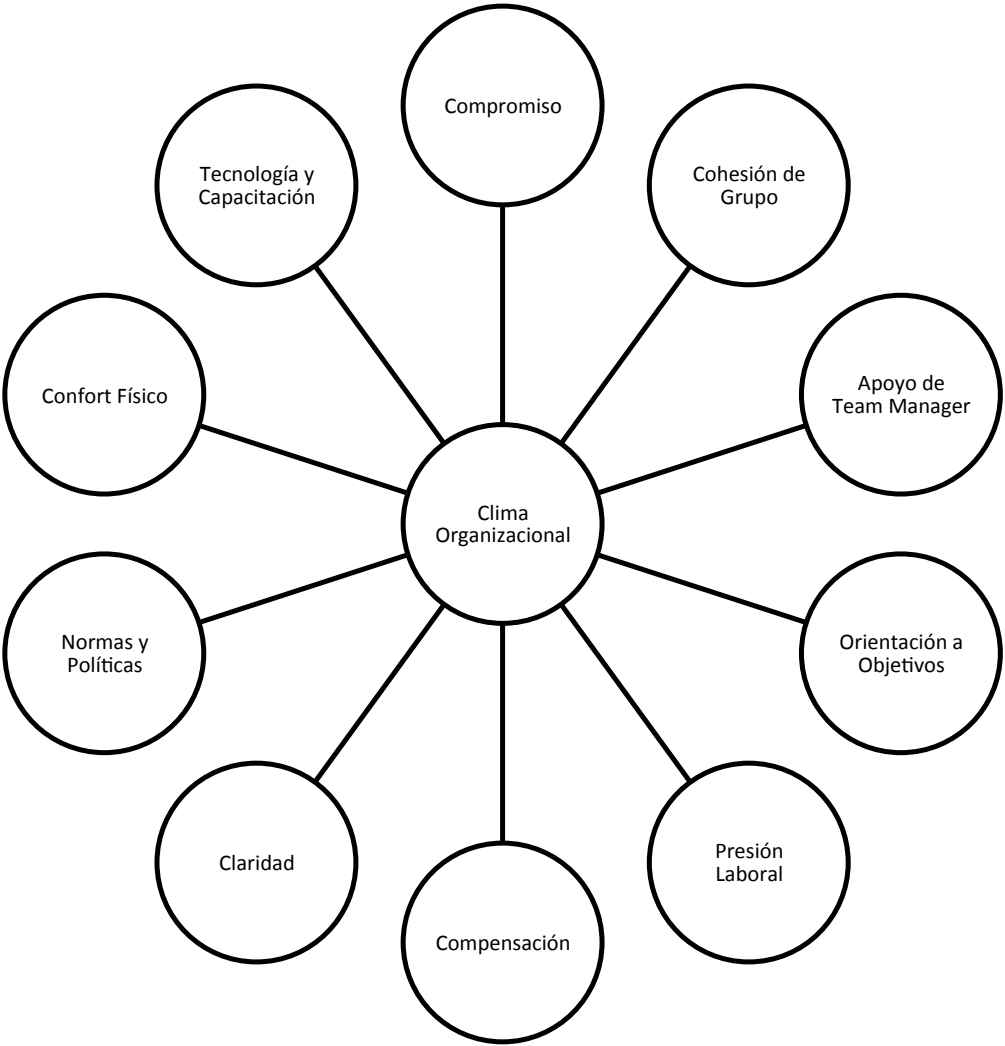 Compromiso
Cohesión de
Grupo
Apoyo de
Team Manager
Orientación a
Objetivos
Presión
Laboral
Compensación
Claridad
Normas y
Políticas
Confort Físico
Tecnología y
Capacitación
Clima
Organizacional